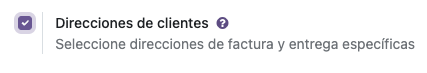 Direcciones de clientes ?
Seleccione direcciones de factura y entrega específicas